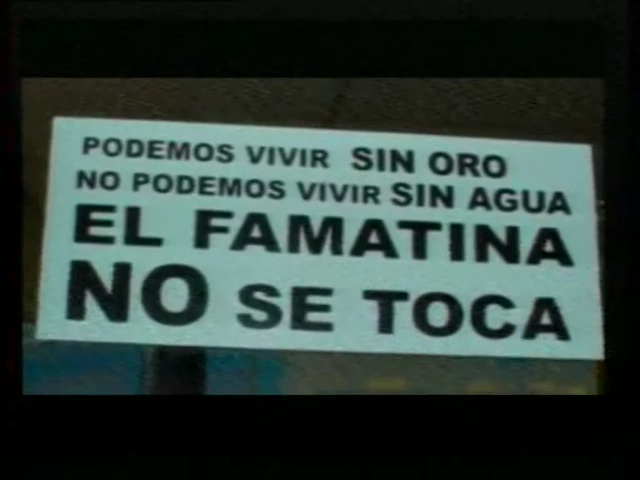 PODEMOS VIVIR SIN ORO
NO PODEMOS VIVIR SIN AGUA
EL FAMATINA
NO SE TOCA